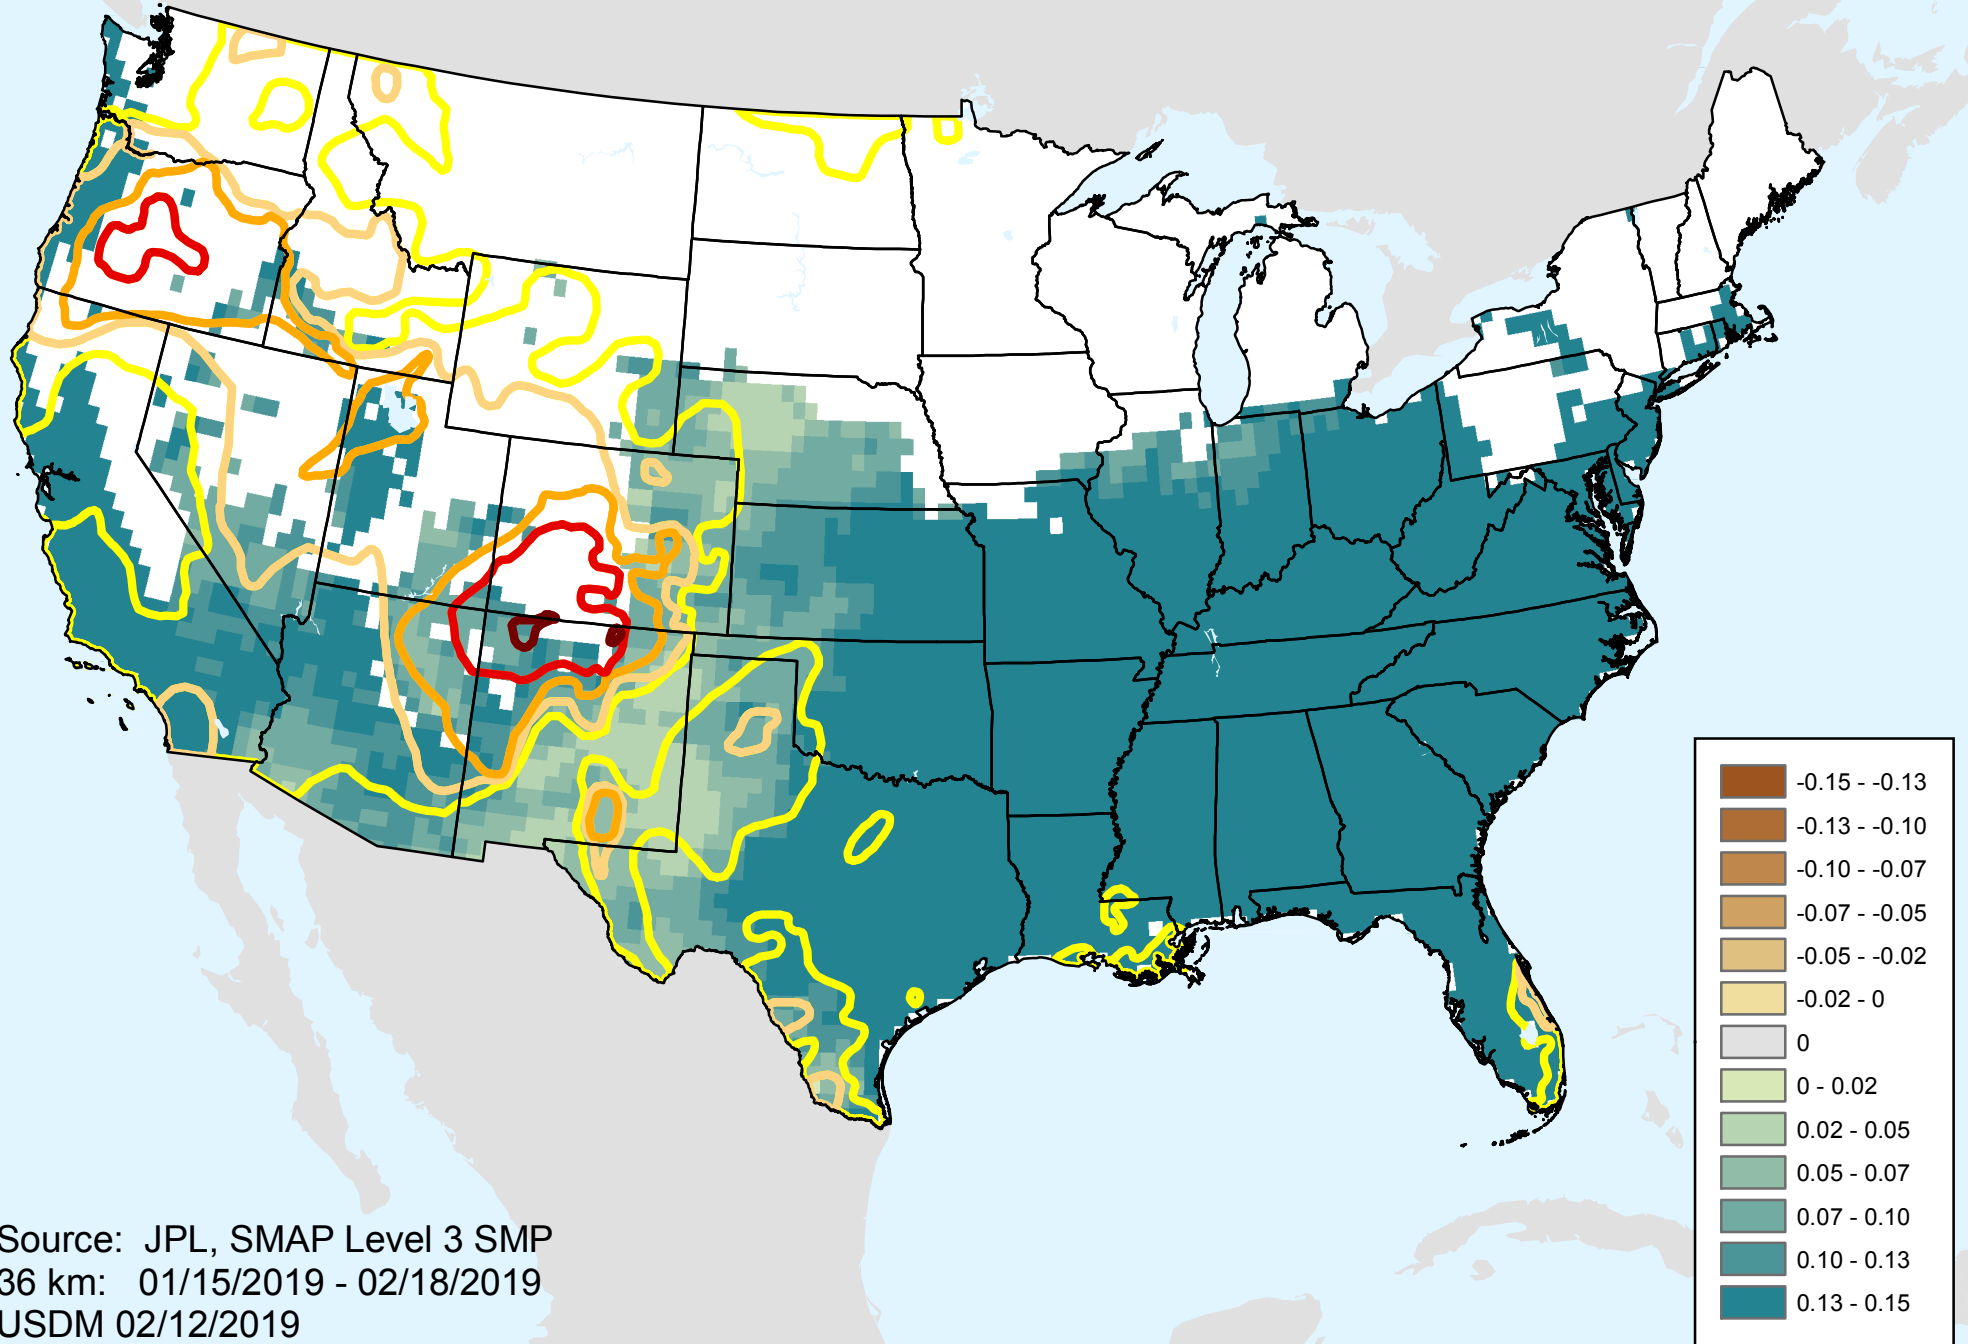 -0.15 - -0.13
-0.13 - -0.10
-0.10 - -0.07
-0.07 - -0.05
-0.05 - -0.02
-0.02 - 0
0
0 - 0.02
0.02 - 0.05
0.05 - 0.07
0.07 - 0.10
0.10 - 0.13
0.13 - 0.15
Source: JPL, SMAP Level 3 SMP
36 km: 01/15/2019 - 02/18/2019
USDM 02/12/2019